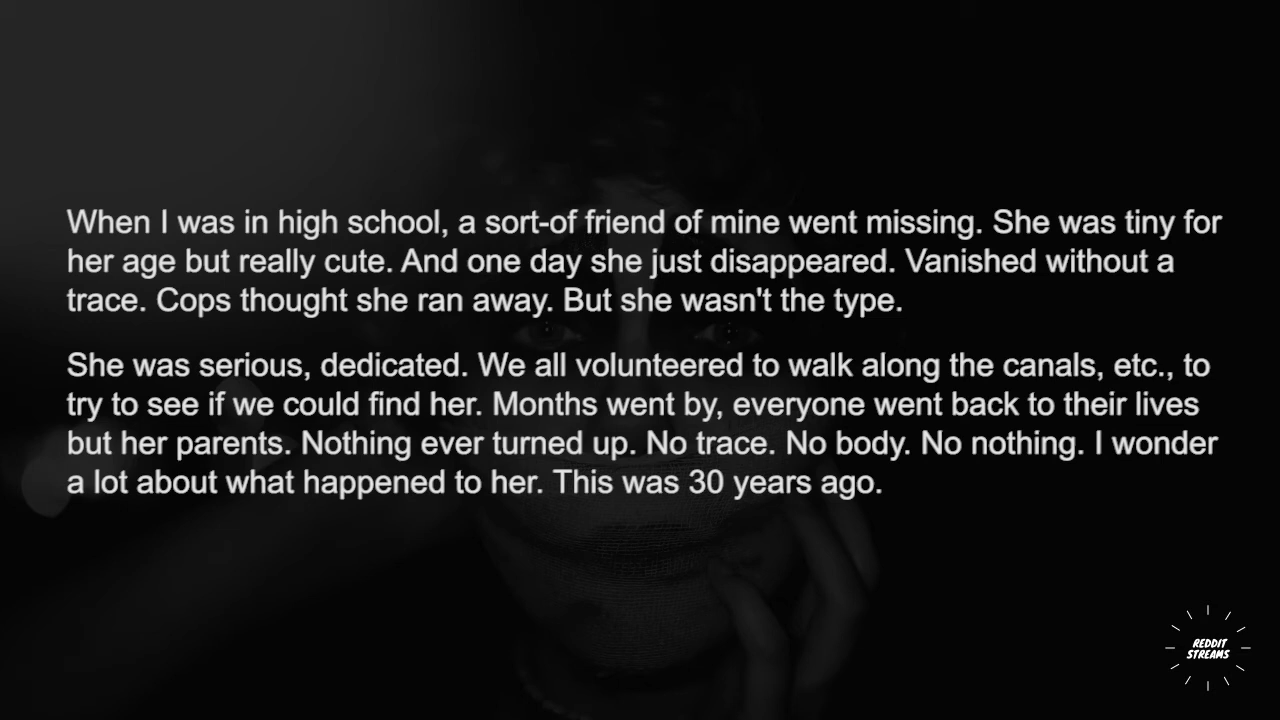 When I was in high school, a sort-of friend of mine went missing. She was tiny for
her age but really cute. And one day she just disappeared. Vanished without a
trace. Cops thought she ran away. But she wasn't the type.
She was serious, dedicated. We all volunteered to walk along the canals, etc., to
try to see if we could find her. Months went by, everyone went back to their lives
but her parents. Nothing ever turned up. No trace. No body. No nothing. I wonder
a lot about what happened to her. This was 30 years ago.
REDDIT
STREAMS